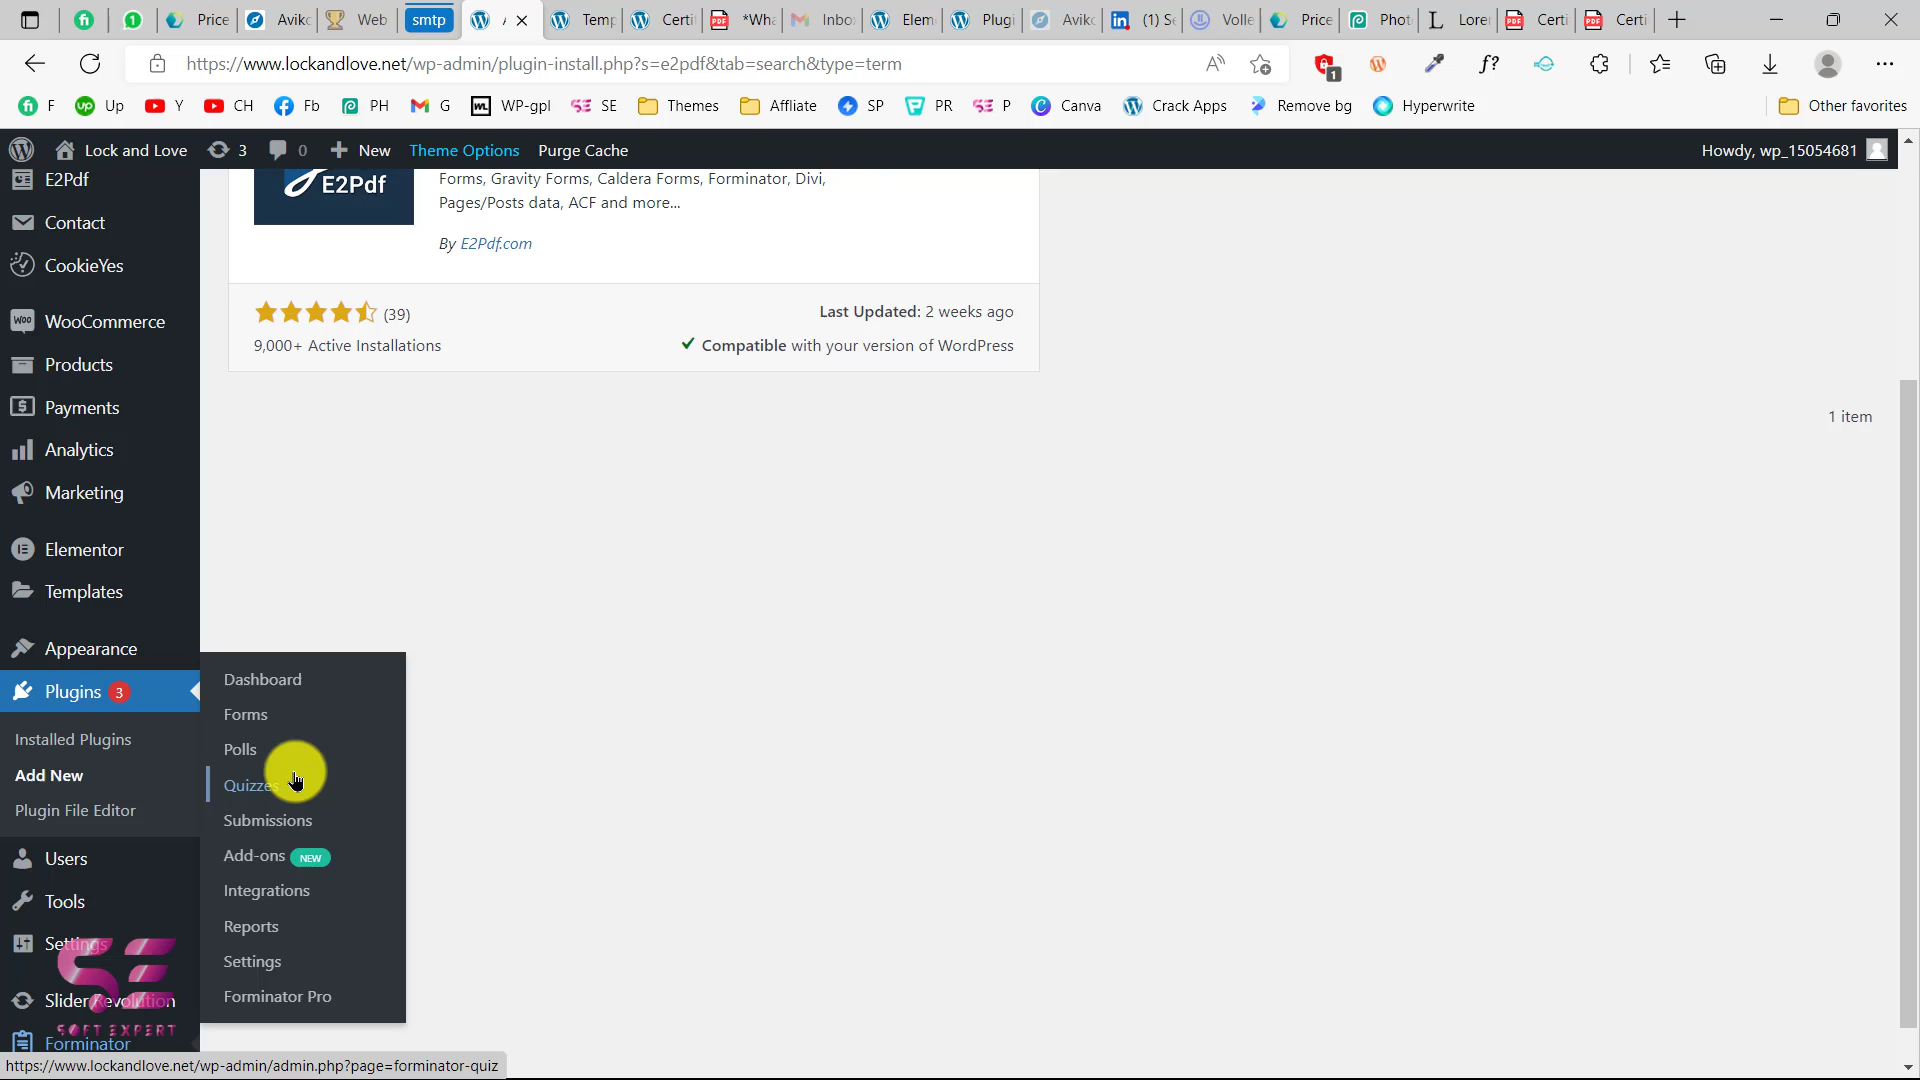 Price
Avik
Web
smtp
Temp
Certi
*Wha
Inbo
Elem
Plugi
Avik
(1) S
Volle
Price
Phot
Lore
Certi
Certi
https://www.lockandlove.net/wp-admin/plugin-install.php?s=e2pdf&tab=search&type=term
1
F
Up
Y
CH
Fb
PH
G
WP-gpl
SE
Themes
Affliate
SP
PR
P
Canva
Crack Apps
Remove bg
Hyperwrite
Other favorites
Lock and Love
3
0
New
Theme Options
Purge Cache
Howdy, wp_15054681
E2Pdf
Contact
CookieYes
WooCommerce
Products
Payments
Analytics
Marketing
Elementor
Templates
Appearance
Plugins 3
Installed Plugins
Add New
Plugin File Editor
Users
Tools
Settings
Slider Revolution
Forminator
SOFT EXPERT
E2Pdf
Forms, Gravity Forms, Caldera Forms, Forminator, Divi,
Pages/Posts data, ACF and more...
By E2Pdf.com
(39)
Last Updated: 2 weeks ago
9,000+ Active Installations
Compatible with your version of WordPress
1 item
Dashboard
Forms
Polls
Quizzes
Submissions
Add-ons NEW
Integrations
Reports
Settings
Forminator Pro
https://www.lockandlove.net/wp-admin/admin.php?page=forminator-quiz